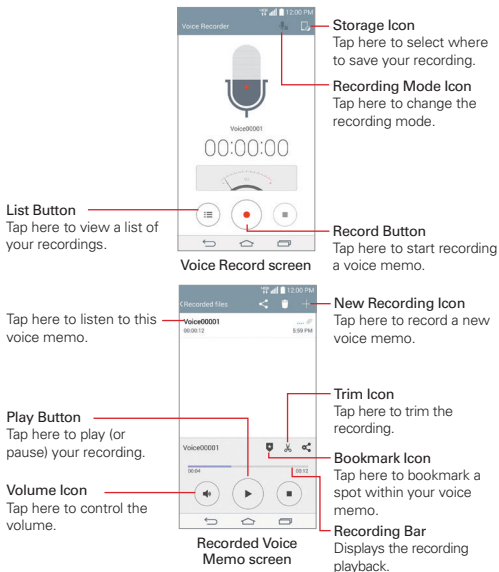 12:00 PM
Voice Recorder
Storage Icon
Tap here to select where
to save your recording.
Recording Mode Icon
Tap here to change the
recording mode.
Voice00001
00:00:00
List Button
Tap here to view a list of
your recordings.
Record Button
Tap here to start recording
a voice memo.
Voice Record screen
12:00 PM
Recorded files
New Recording Icon
Tap here to record a new
voice memo.
Tap here to listen to this
voice memo.
Voice00001
00:00:12
5:59 PM
Trim Icon
Tap here to trim the
recording.
Play Button
Tap here to play (or
pause) your recording.
Voice00001
00:04
00:12
Bookmark Icon
Tap here to bookmark a
spot within your voice
memo.
Volume Icon
Tap here to control the
volume.
Recording Bar
Displays the recording
playback.
Recorded Voice
Memo screen